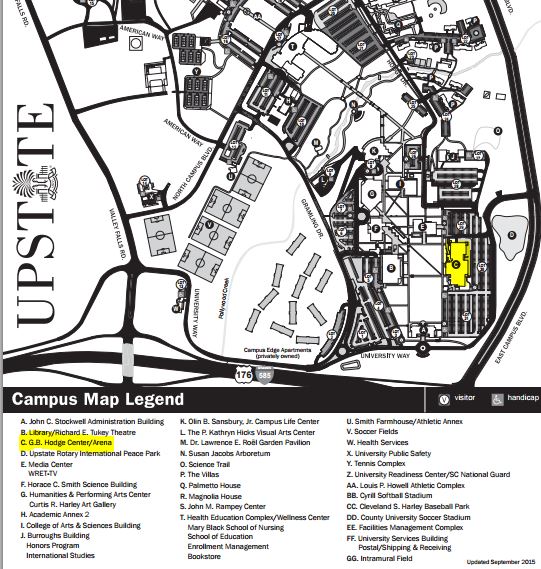 FALLS RD.
BLVD.
AMERICAN WAY
AMERICAN WAY
NORTH CAMPUS BLVD.
UPSTATE
VALLEY FALLS RD.
GRAMLING DR.
UNIVERSITY WAY
Pollywood Creek
EAST CAMPUS BLVD.
Campus Edge Apartments
(privately owned)
UNIVERSITY WAY
176
585
Campus Map Legend
V visitor
handicap
A. John C. Stockwell Administration Building
B. Library/Richard E. Tukey Theatre
C. G.B. Hodge Center/Arena
D. Upstate Rotary International Peace Park
E. Media Center
WRET-TV
F. Horace C. Smith Science Building
G. Humanities & Performing Arts Center
Curtis R. Harley Art Gallery
H. Academic Annex 2
I. College of Arts & Sciences Building
J. Burroughs Building
Honors Program
International Studies
K. Olin B. Sansbury, Jr. Campus Life Center
L. The P. Kathryn Hicks Visual Arts Center
M. Dr. Lawrence E. Roël Garden Pavilion
N. Susan Jacobs Arboretum
O. Science Trail
P. The Villas
Q. Palmetto House
R. Magnolia House
S. John M. Rampey Center
T. Health Education Complex/Wellness Center
Mary Black School of Nursing
School of Education
Enrollment Management
Bookstore
U. Smith Farmhouse/Athletic Annex
V. Soccer Fields
W. Health Services
X. University Public Safety
Y. Tennis Complex
Z. University Readiness Center/SC National Guard
AA. Louis P. Howell Athletic Complex
BB. Cyrill Softball Stadium
CC. Cleveland S. Harley Baseball Park
DD. County University Soccer Stadium
EE. Facilities Management Complex
FF. University Services Building
Postal/Shipping & Receiving
GG. Intramural Field
Updated September 2015